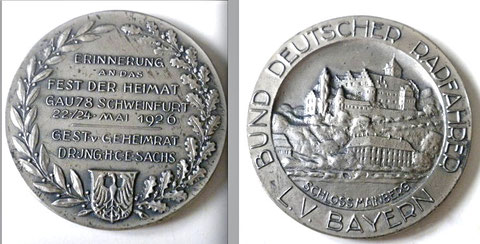 ERINNERUNG
AN DAS
FEST DER HEIMAT
GAU 78 SCHWEINFURT
22/24. MAI 1926
GEST. v. GEHEIMRAT
DR.JNG.H.C.E.SACHS
BUND DEUTSCHER RADFAHRER
SCHLOSS MAINBERG
L.V. BAYERN